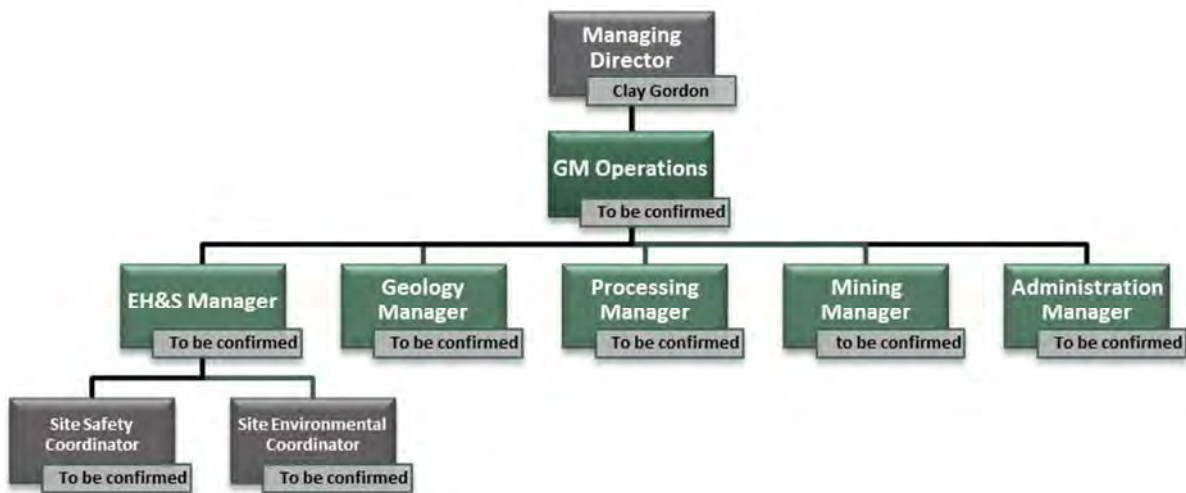 Managing
Director
Clay Gordon
GM Operations
To be confirmed
EH&S Manager
To be confirmed
Geology
Manager
To be confirmed
Processing
Manager
To be confirmed
Mining
Manager
to be confirmed
Administration
Manager
To be confirmed
Site Safety
Coordinator
To be confirmed
Site Environmental
Coordinator
To be confirmed